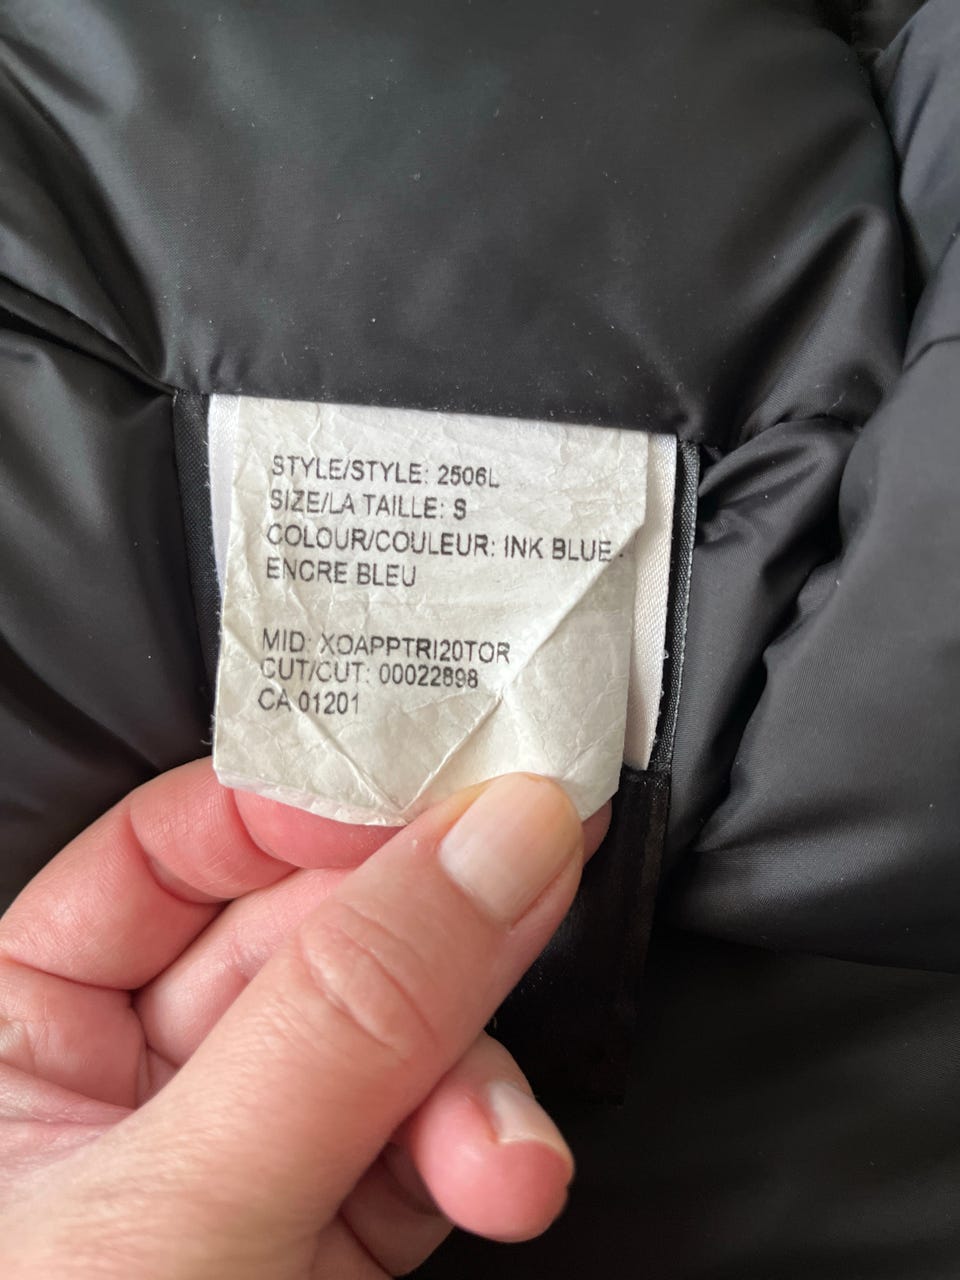 STYLE/STYLE: 2506L
SIZE/LA TAILLE: S
COLOUR/COULEUR: INK BLUE -
ENCRE BLEU
MID: XOAPPTRI20TOR
CUT/CUT: 00022898
CA 01201